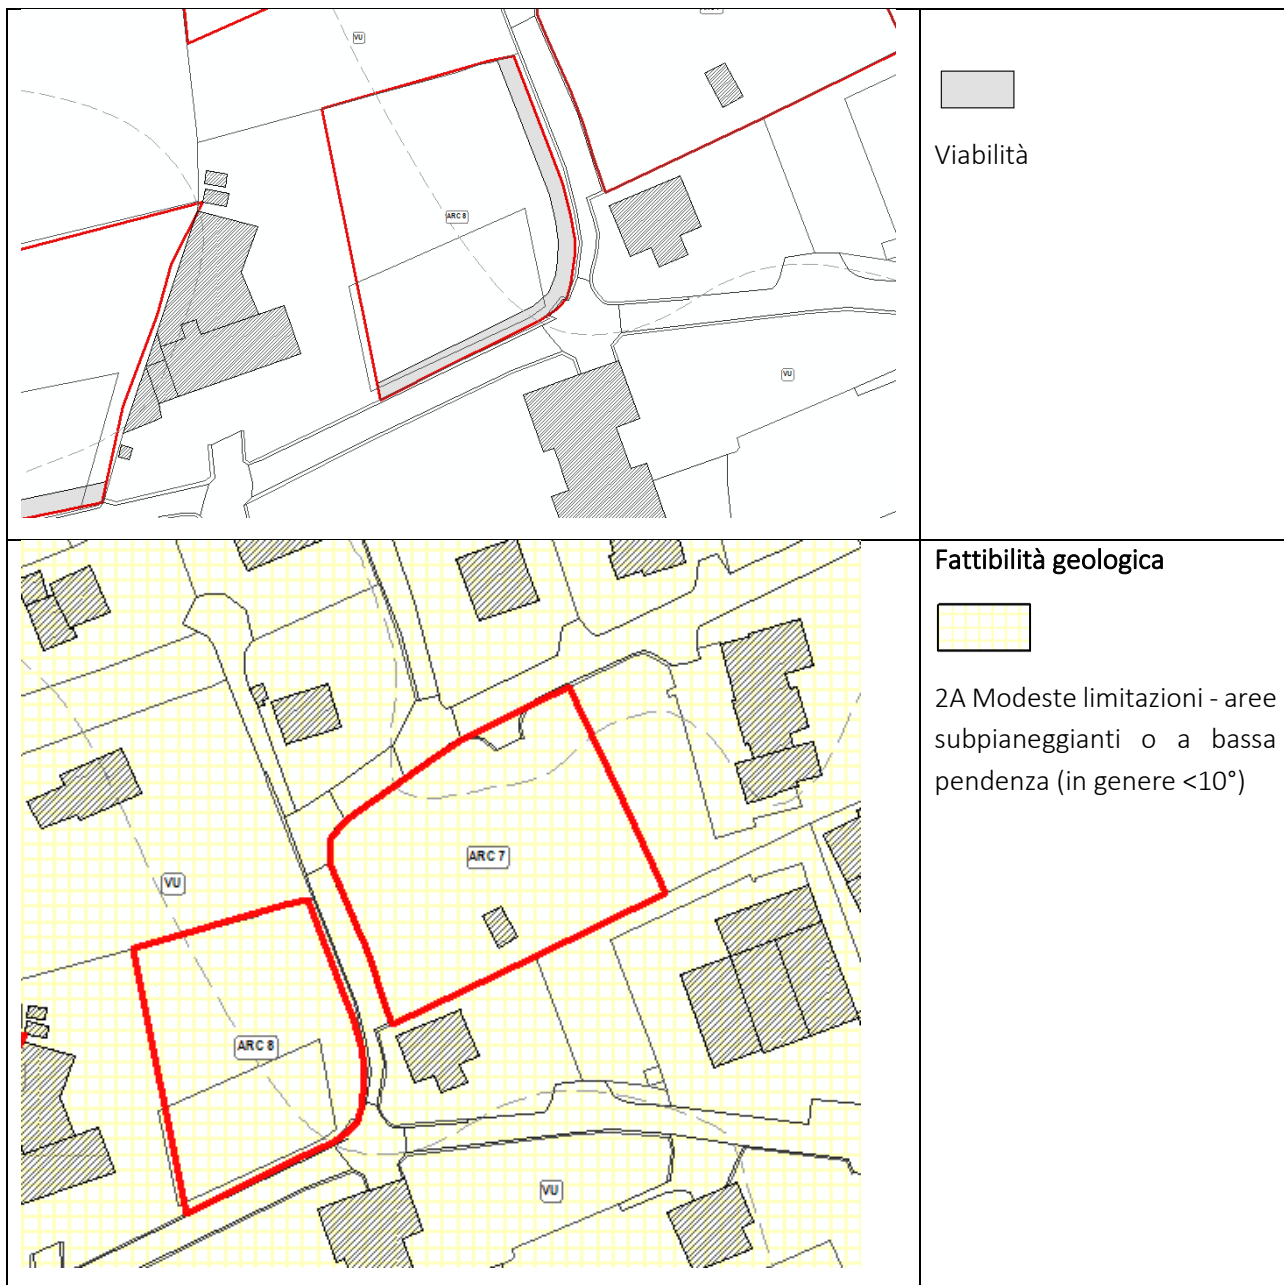 VU
ARC 8
VU
Viabilità
ARC 7
VU
ARC 8
VU
Fattibilità geologica
2A Modeste limitazioni - aree
subpianeggianti o a bassa
pendenza (in genere <10°)